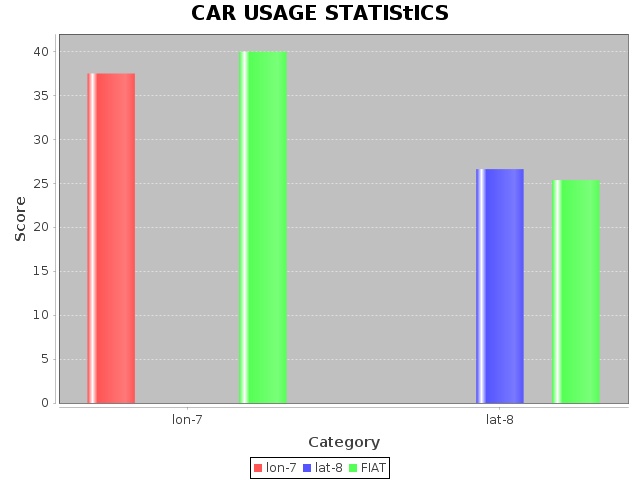 CAR USAGE STATIStICS
Score
40
35
30
25
20
15
10
5
0
lon-7 lat-8
Category
lon-7 lat-8 FIAT